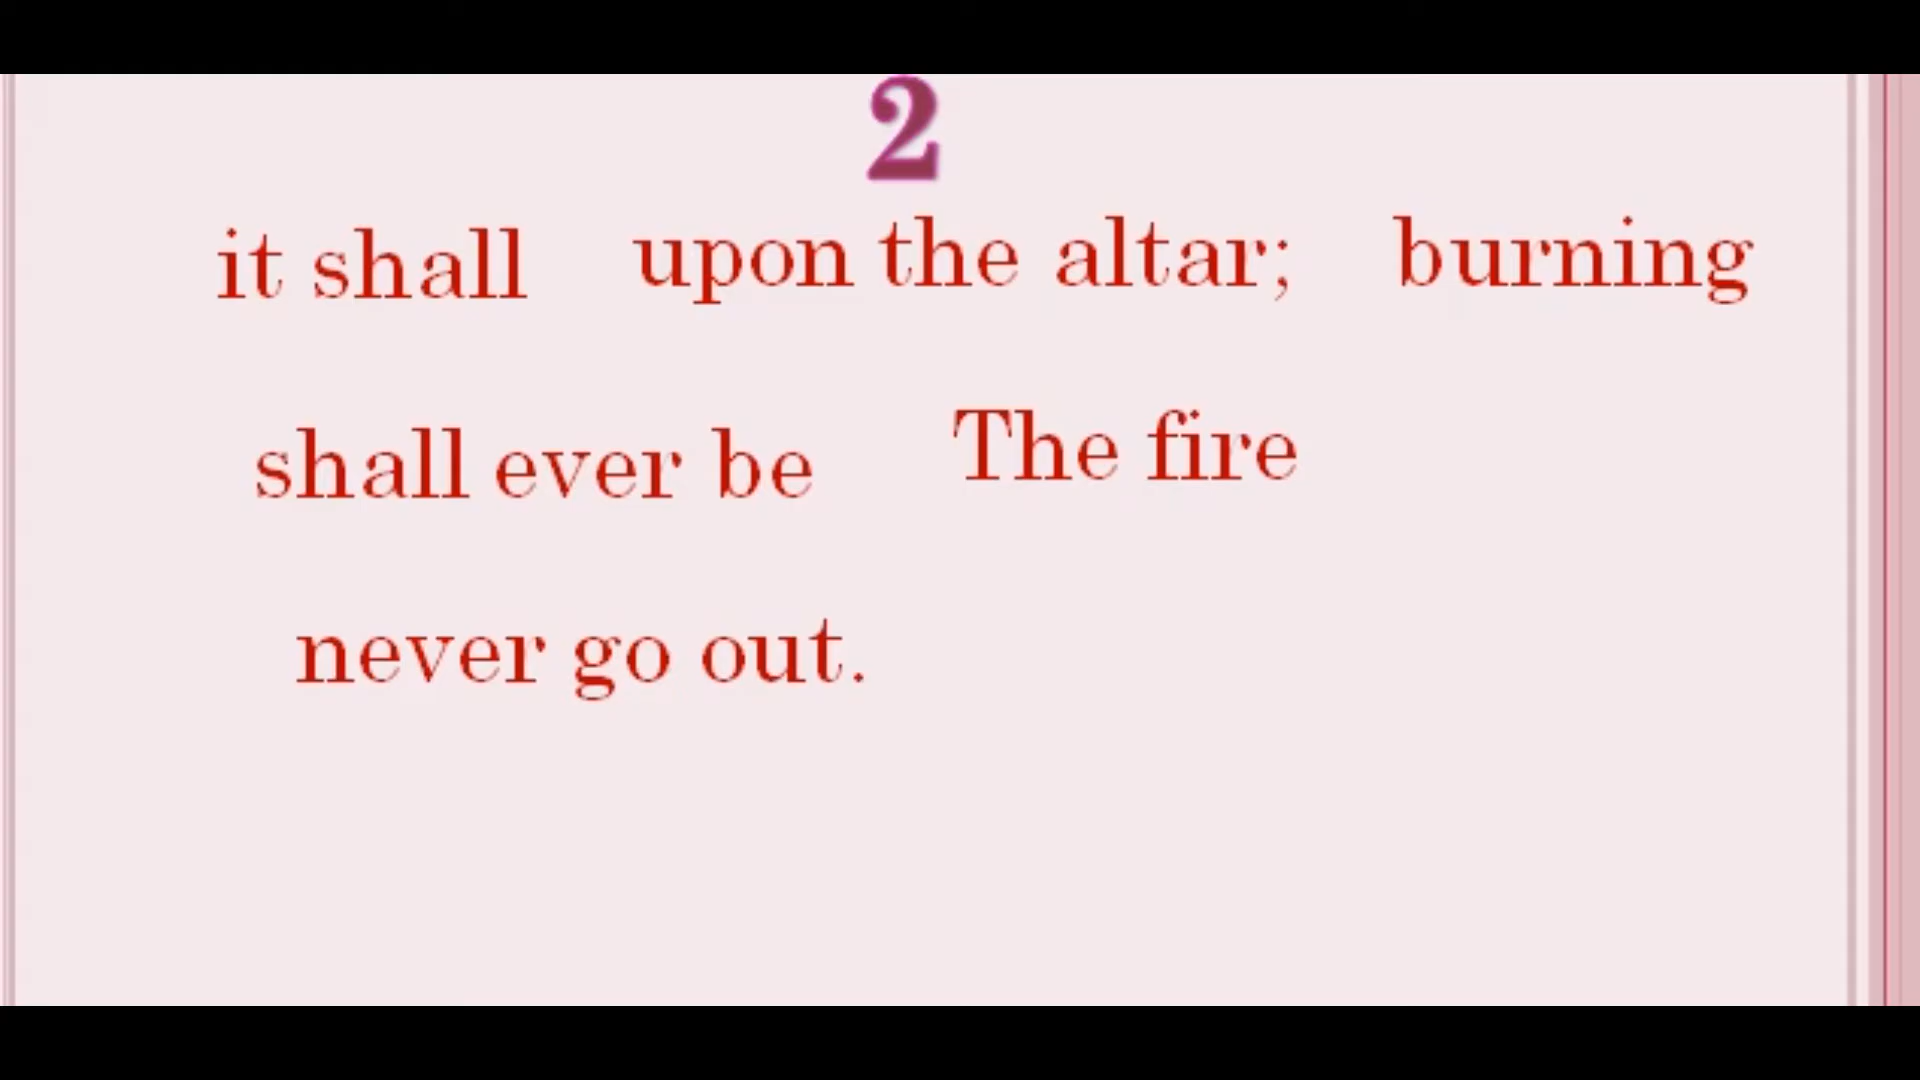 2
it shall upon the altar; burning
shall ever be The fire
never go out.